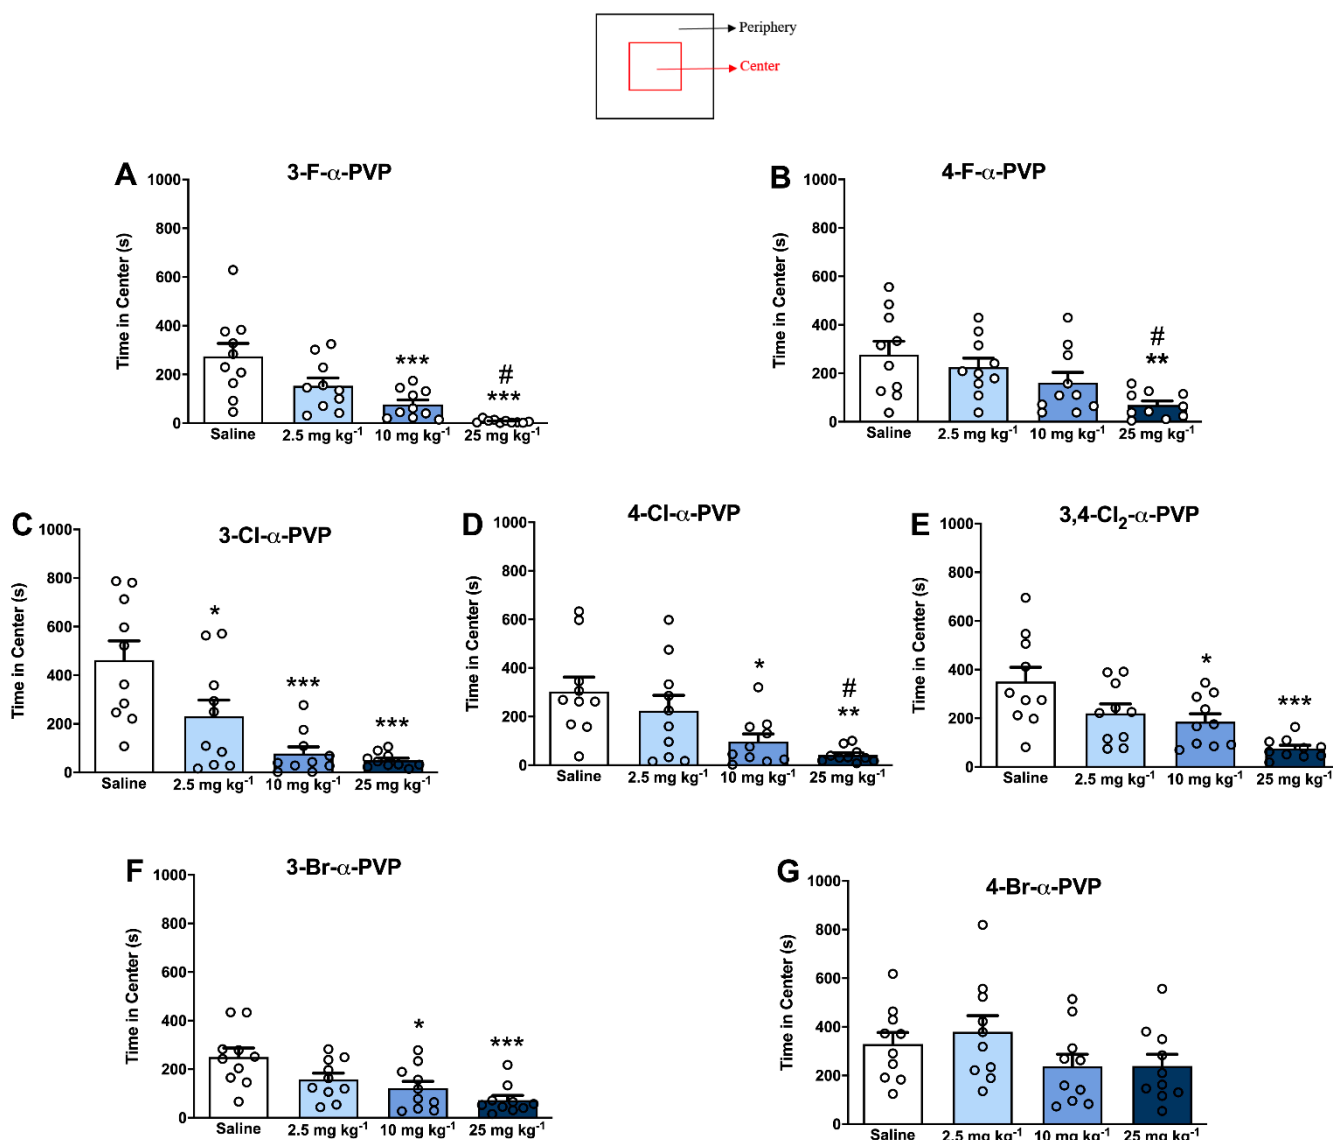 Periphery
Center
A
3-F-α-PVP
Time in Center (s)
1000
800
600
400
200
0
***
#
***
Saline
2.5 mg kg-1
10 mg kg-1
25 mg kg-1
B
4-F-α-PVP
Time in Center (s)
1000
800
600
400
200
0
#
**
Saline
2.5 mg kg-1
10 mg kg-1
25 mg kg-1
C
3-Cl-α-PVP
Time in Center (s)
1000
800
600
400
200
0
*
***
***
Saline
2.5 mg kg-1
10 mg kg-1
25 mg kg-1
D
4-Cl-α-PVP
Time in Center (s)
1000
800
600
400
200
0
*
#
**
Saline
2.5 mg kg-1
10 mg kg-1
25 mg kg-1
E
3,4-Cl2-α-PVP
Time in Center (s)
1000
800
600
400
200
0
*
***
Saline
2.5 mg kg-1
10 mg kg-1
25 mg kg-1
F
3-Br-α-PVP
Time in Center (s)
1000
800
600
400
200
0
*
***
Saline
2.5 mg kg-1
10 mg kg-1
25 mg kg-1
G
4-Br-α-PVP
Time in Center (s)
1000
800
600
400
200
0
Saline
2.5 mg kg-1
10 mg kg-1
25 mg kg-1